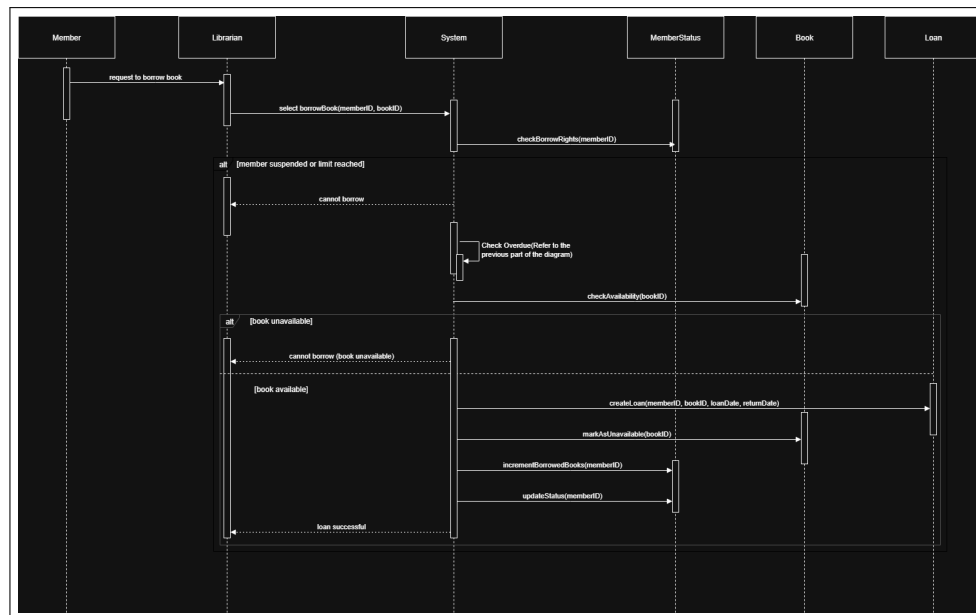 Member
Librarian
System
MemberStatus
Book
Loan
request to borrow book
select borrowBook(memberID, bookID)
checkBorrowRights(memberID)
alt
[member suspended or limit reached]
cannot borrow
Check Overdue(Refer to the
previous part of the diagram)
checkAvailability(bookID)
alt
[book unavailable]
cannot borrow (book unavailable)
[book available]
createLoan(memberID, bookID, loanDate, returnDate)
markAsUnavailable(bookID)
incrementBorrowedBooks(memberID)
updateStatus(memberID)
loan successful